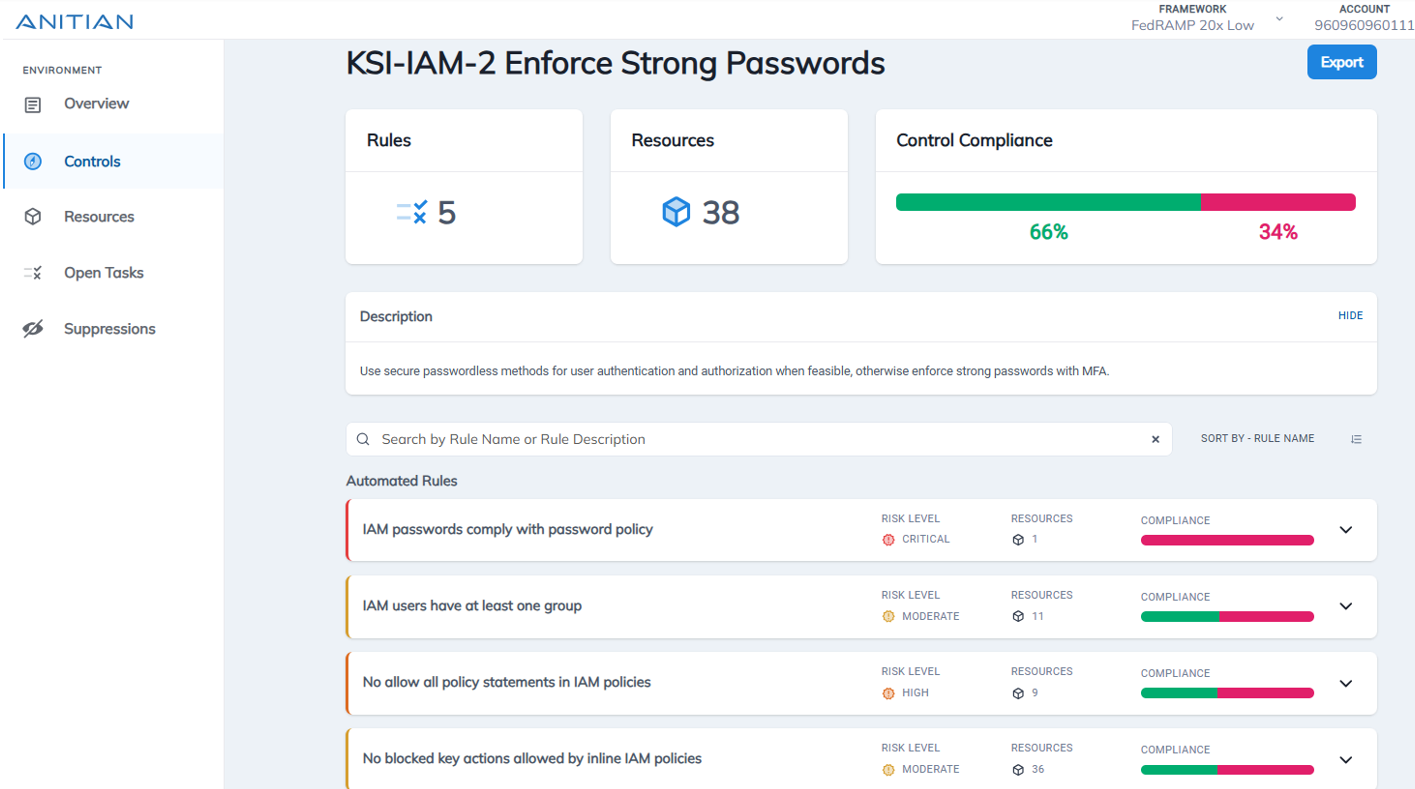 ANITIAN
FRAMEWORK
FedRAMP 20x Low
ACCOUNT
960960960111
ENVIRONMENT
Overview
Controls
Resources
Open Tasks
Suppressions
KSI-IAM-2 Enforce Strong Passwords
Export
Rules
5
Resources
38
Control Compliance
66%
34%
Description
HIDE
Use secure passwordless methods for user authentication and authorization when feasible, otherwise enforce strong passwords with MFA.
Search by Rule Name or Rule Description
SORT BY - RULE NAME
Automated Rules
IAM passwords comply with password policy
RISK LEVEL
CRITICAL
RESOURCES
1
COMPLIANCE
IAM users have at least one group
RISK LEVEL
MODERATE
RESOURCES
11
COMPLIANCE
No allow all policy statements in IAM policies
RISK LEVEL
HIGH
RESOURCES
9
COMPLIANCE
No blocked key actions allowed by inline IAM policies
RISK LEVEL
MODERATE
RESOURCES
36
COMPLIANCE